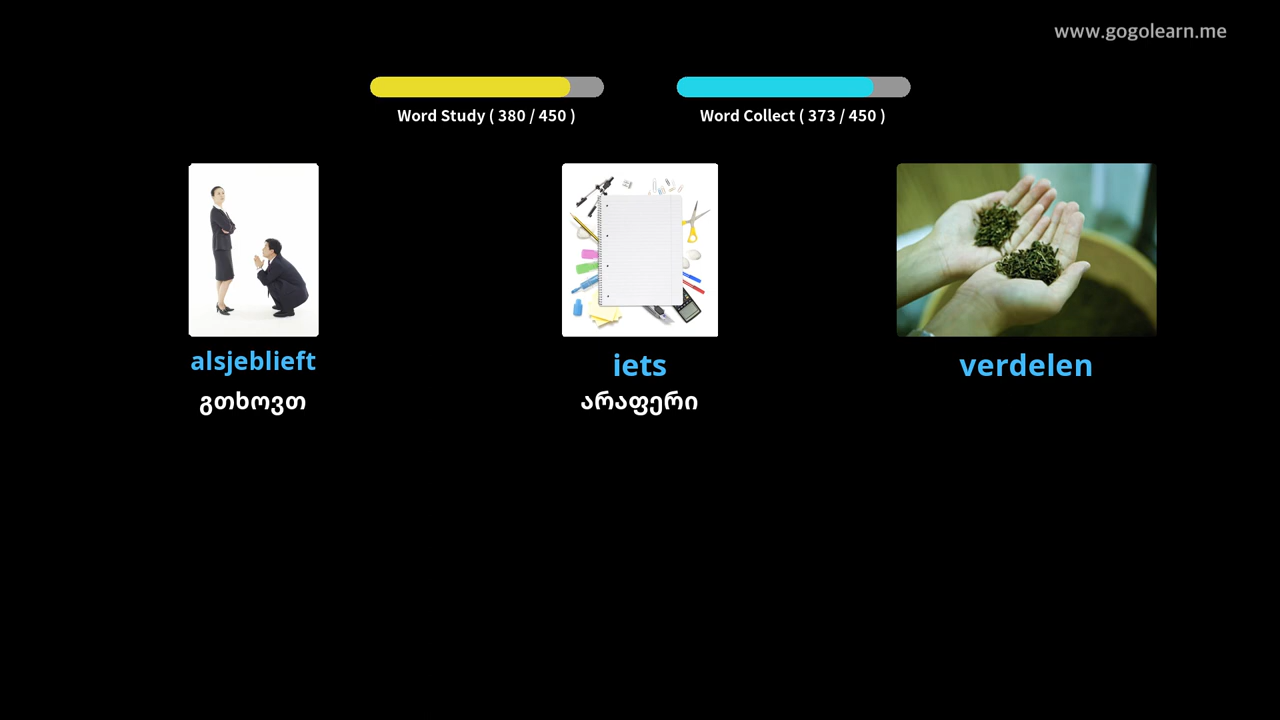 www.gogolearn.me
Word Study ( 380 / 450 )
Word Collect ( 373 / 450 )
alsjeblieft
iets
verdelen
გთხოვთ
არაფერი